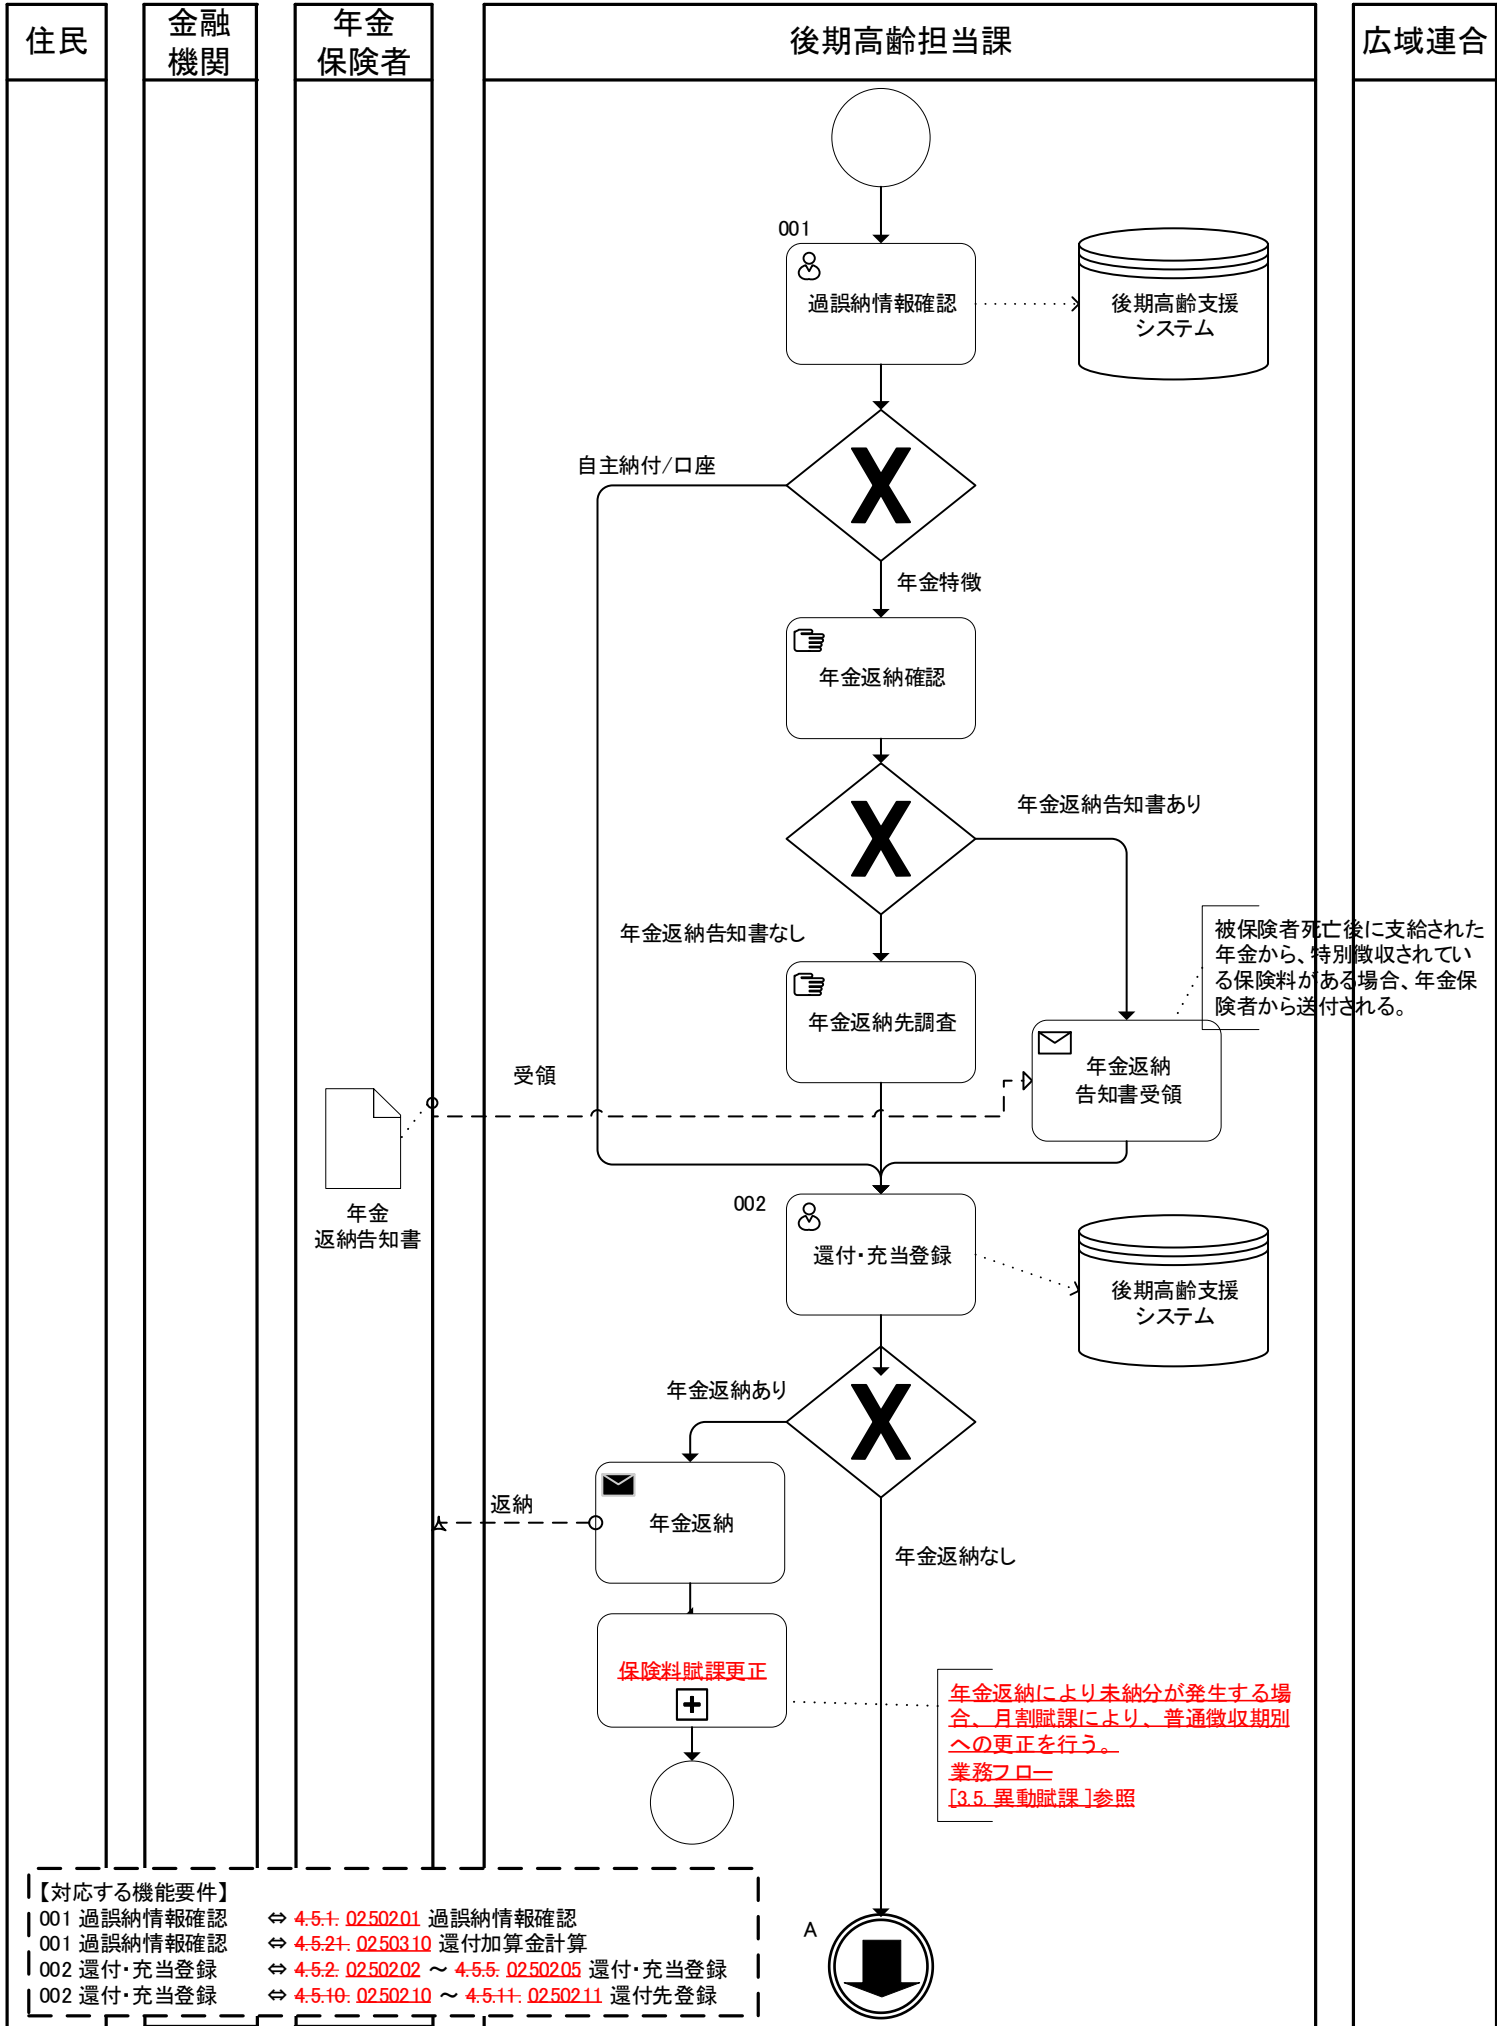 住民
金融
機関
年金
保険者
後期高齢担当課
広域連合
001
過誤納情報確認
後期高齢支援
システム
自主納付/口座
年金特徴
年金返納確認
年金返納告知書あり
年金返納告知書なし
被保険者死亡後に支給された
年金から、特別徴収されてい
る保険料がある場合、年金保
険者から送付される。
年金返納先調査
年金返納
告知書受領
受領
年金
返納告知書
002
還付・充当登録
後期高齢支援
システム
年金返納あり
返納
年金返納
年金返納なし
保険料賦課更正
年金返納により未納分が発生する場
合、月割賦課により、普通徴収期別
への更正を行う。
業務フロー
[3.5. 異動賦課 ]参照
【対応する機能要件】
001 過誤納情報確認 ⇔ 4.5.1. 0250201 過誤納情報確認
001 過誤納情報確認 ⇔ 4.5.21. 0250310 還付加算金計算
002 還付・充当登録 ⇔ 4.5.2. 0250202 ～ 4.5.5. 0250205 還付・充当登録
002 還付・充当登録 ⇔ 4.5.10. 0250210 ～ 4.5.11. 0250211 還付先登録
A